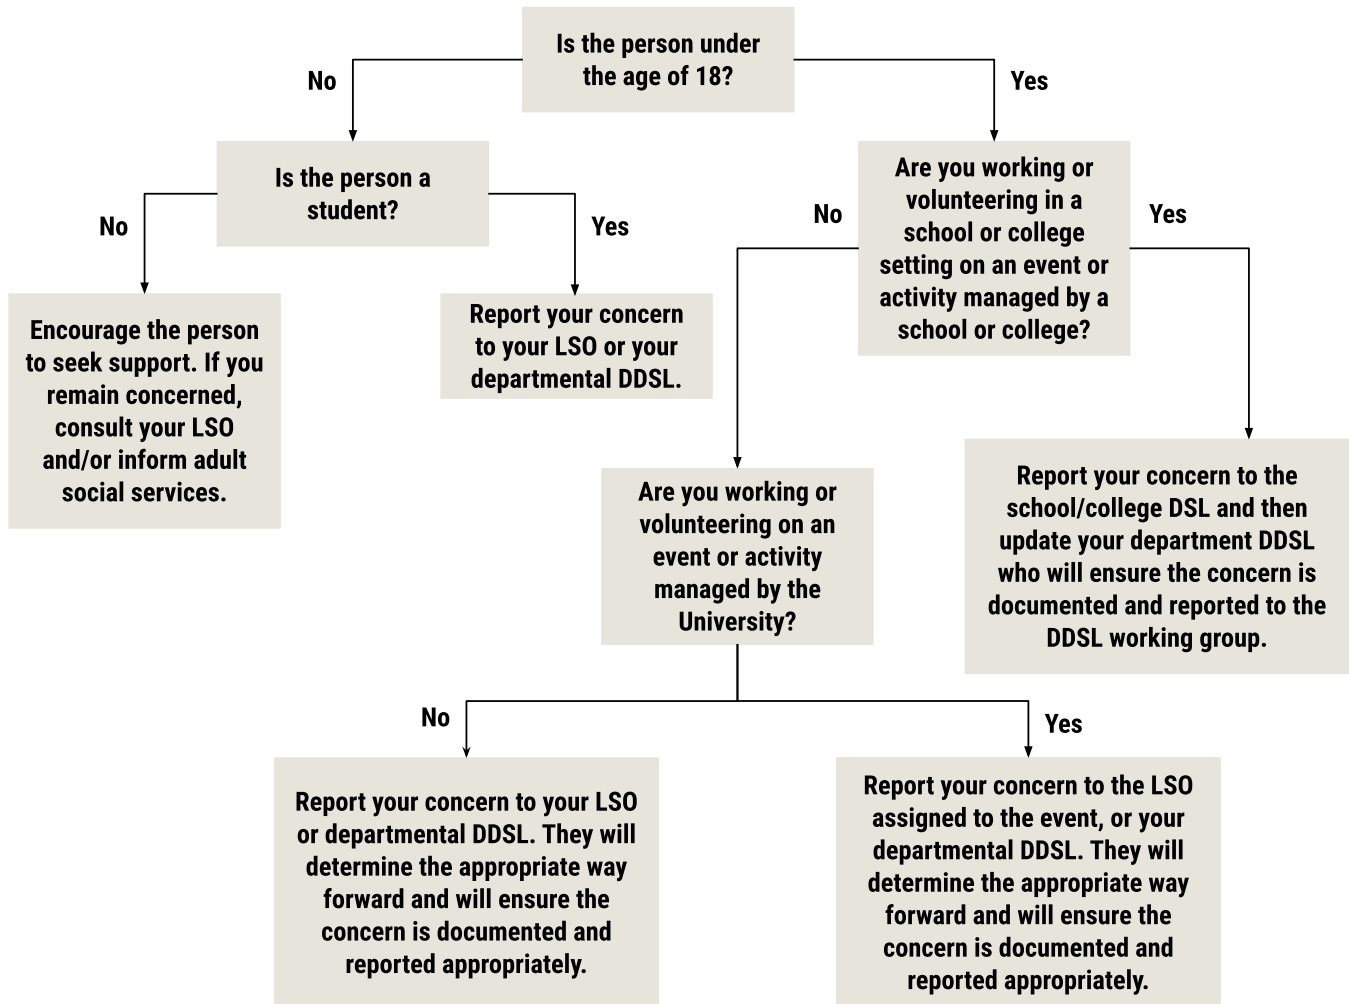 Is the person under
the age of 18?
No
Yes
Is the person a
student?
No
Yes
Are you working or
volunteering in a
school or college
setting on an event or
activity managed by a
school or college?
No
Yes
Encourage the person
to seek support. If you
remain concerned,
consult your LSO
and/or inform adult
social services.
Report your concern
to your LSO or your
departmental DDSL.
Are you working or
volunteering on an
event or activity
managed by the
University?
Report your concern to the
school/college DSL and then
update your department DDSL
who will ensure the concern is
documented and reported to the
DDSL working group.
No
Yes
Report your concern to your LSO
or departmental DDSL. They will
determine the appropriate way
forward and will ensure the
concern is documented and
reported appropriately.
Report your concern to the LSO
assigned to the event, or your
departmental DDSL. They will
determine the appropriate way
forward and will ensure the
concern is documented and
reported appropriately.